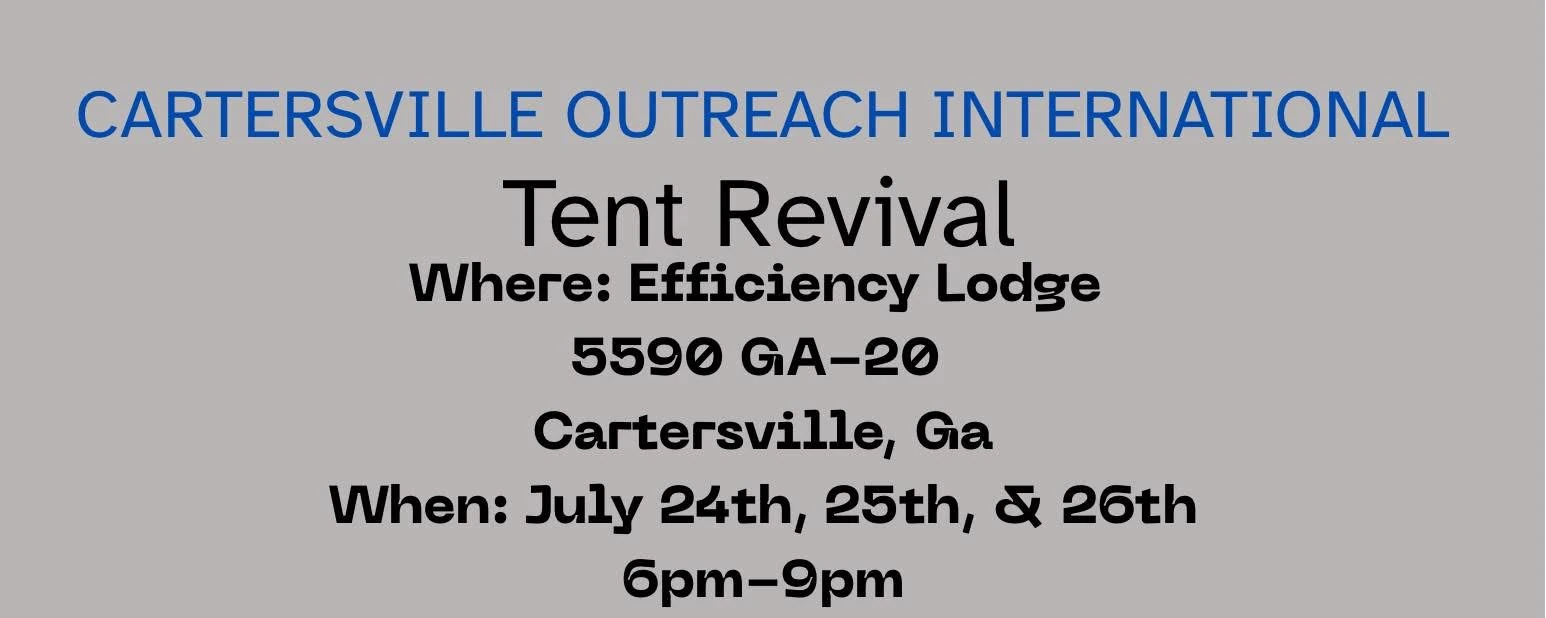 CARTERSVILLE OUTREACH INTERNATIONAL
Tent Revival
Where: Efficiency Lodge
5590 GA-20
Cartersville, Ga
When: July 24th, 25th, & 26th
6pm-9pm